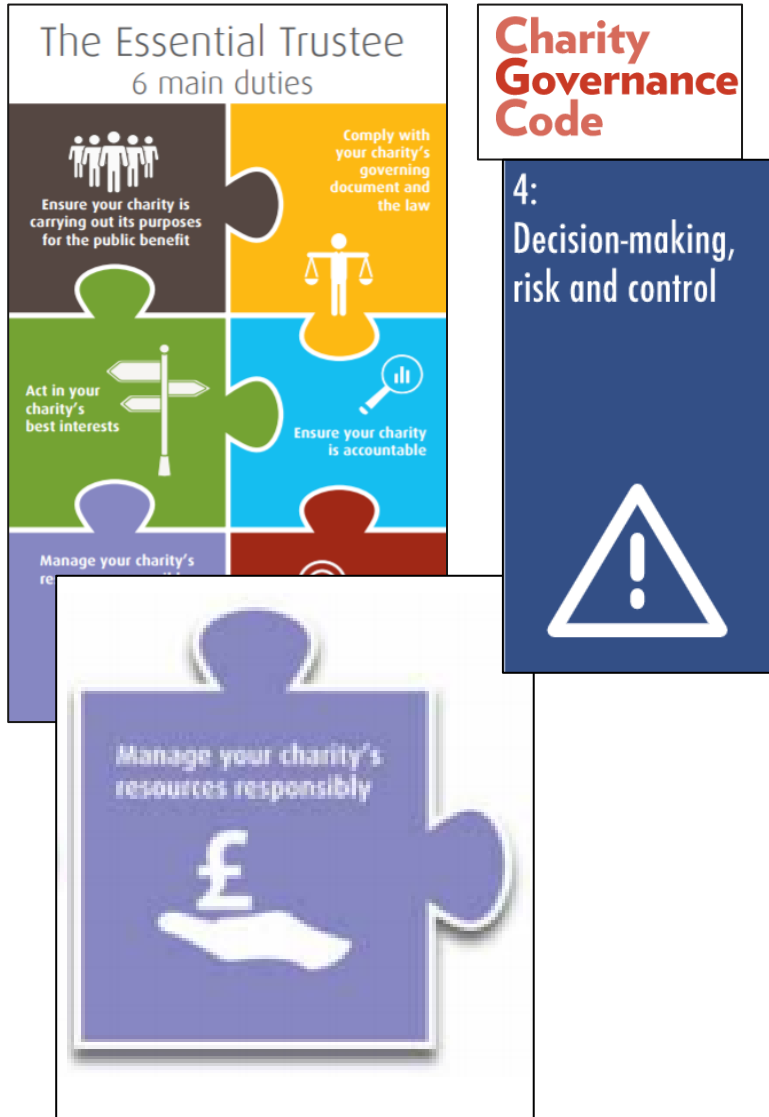 The Essential Trustee
6 main duties
Ensure your charity is
carrying out its purposes
for the public benefit
Comply with
your charity's
governing
document and
the law
Act in your
charity's
best interests
Ensure your charity
is accountable
Manage your charity's
Manage your charity's
resources responsibly
£
Charity
Governance
Code
4:
Decision-making,
risk and control
!